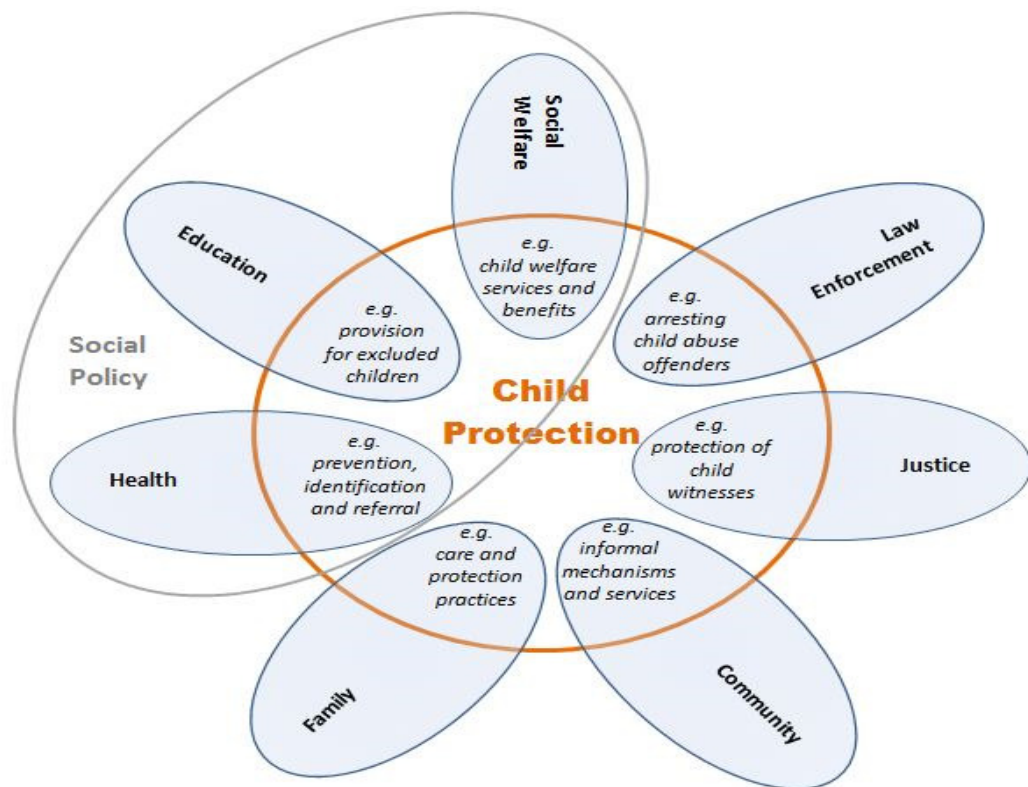 Social
Welfare
e.g.
child welfare
services and
benefits
Law
Enforcement
e.g.
arresting
child abuse
offenders
Education
e.g.
provision
for excluded
children
Social
Policy
Child
Protection
Health
e.g.
prevention,
identification
and referral
e.g.
protection of
child
witnesses
Justice
e.g.
care and
protection
practices
Family
e.g.
informal
mechanisms
and services
Community